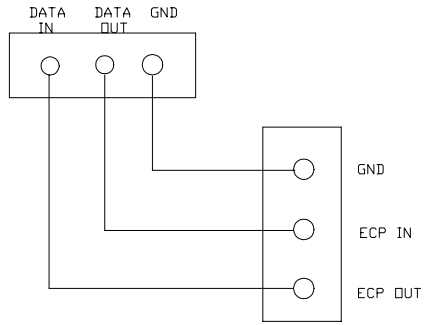 DATA DATA GND
IN OUT
GND
ECP IN
ECP OUT